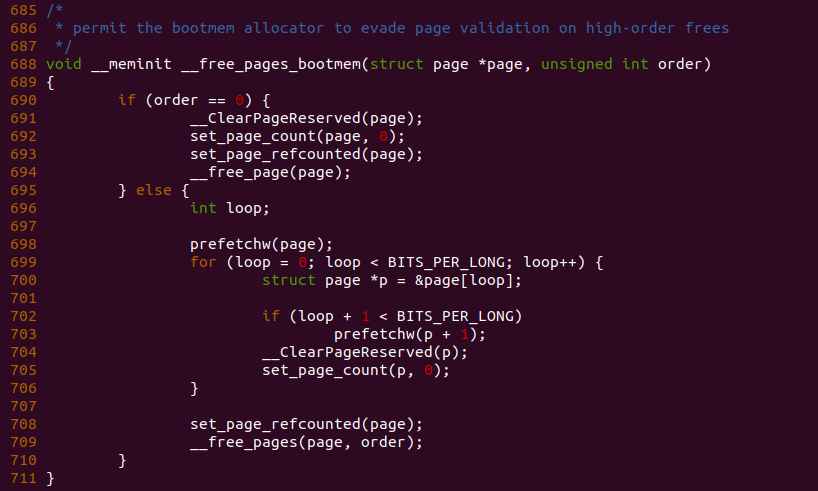 685 /*
686  * permit the bootmem allocator to evade page validation on high-order frees
687  */
688 void __meminit __free_pages_bootmem(struct page *page, unsigned int order)
689 {
690         if (order == 0) {
691                 __ClearPageReserved(page);
692                 set_page_count(page, 0);
693                 set_page_refcounted(page);
694                 __free_page(page);
695         } else {
696                 int loop;
697
698                 prefetchw(page);
699                 for (loop = 0; loop < BITS_PER_LONG; loop++) {
700                         struct page *p = &page[loop];
701
702                         if (loop + 1 < BITS_PER_LONG)
703                                 prefetchw(p + 1);
704                         __ClearPageReserved(p);
705                         set_page_count(p, 0);
706                 }
707
708                 set_page_refcounted(page);
709                 __free_pages(page, order);
710         }
711 }